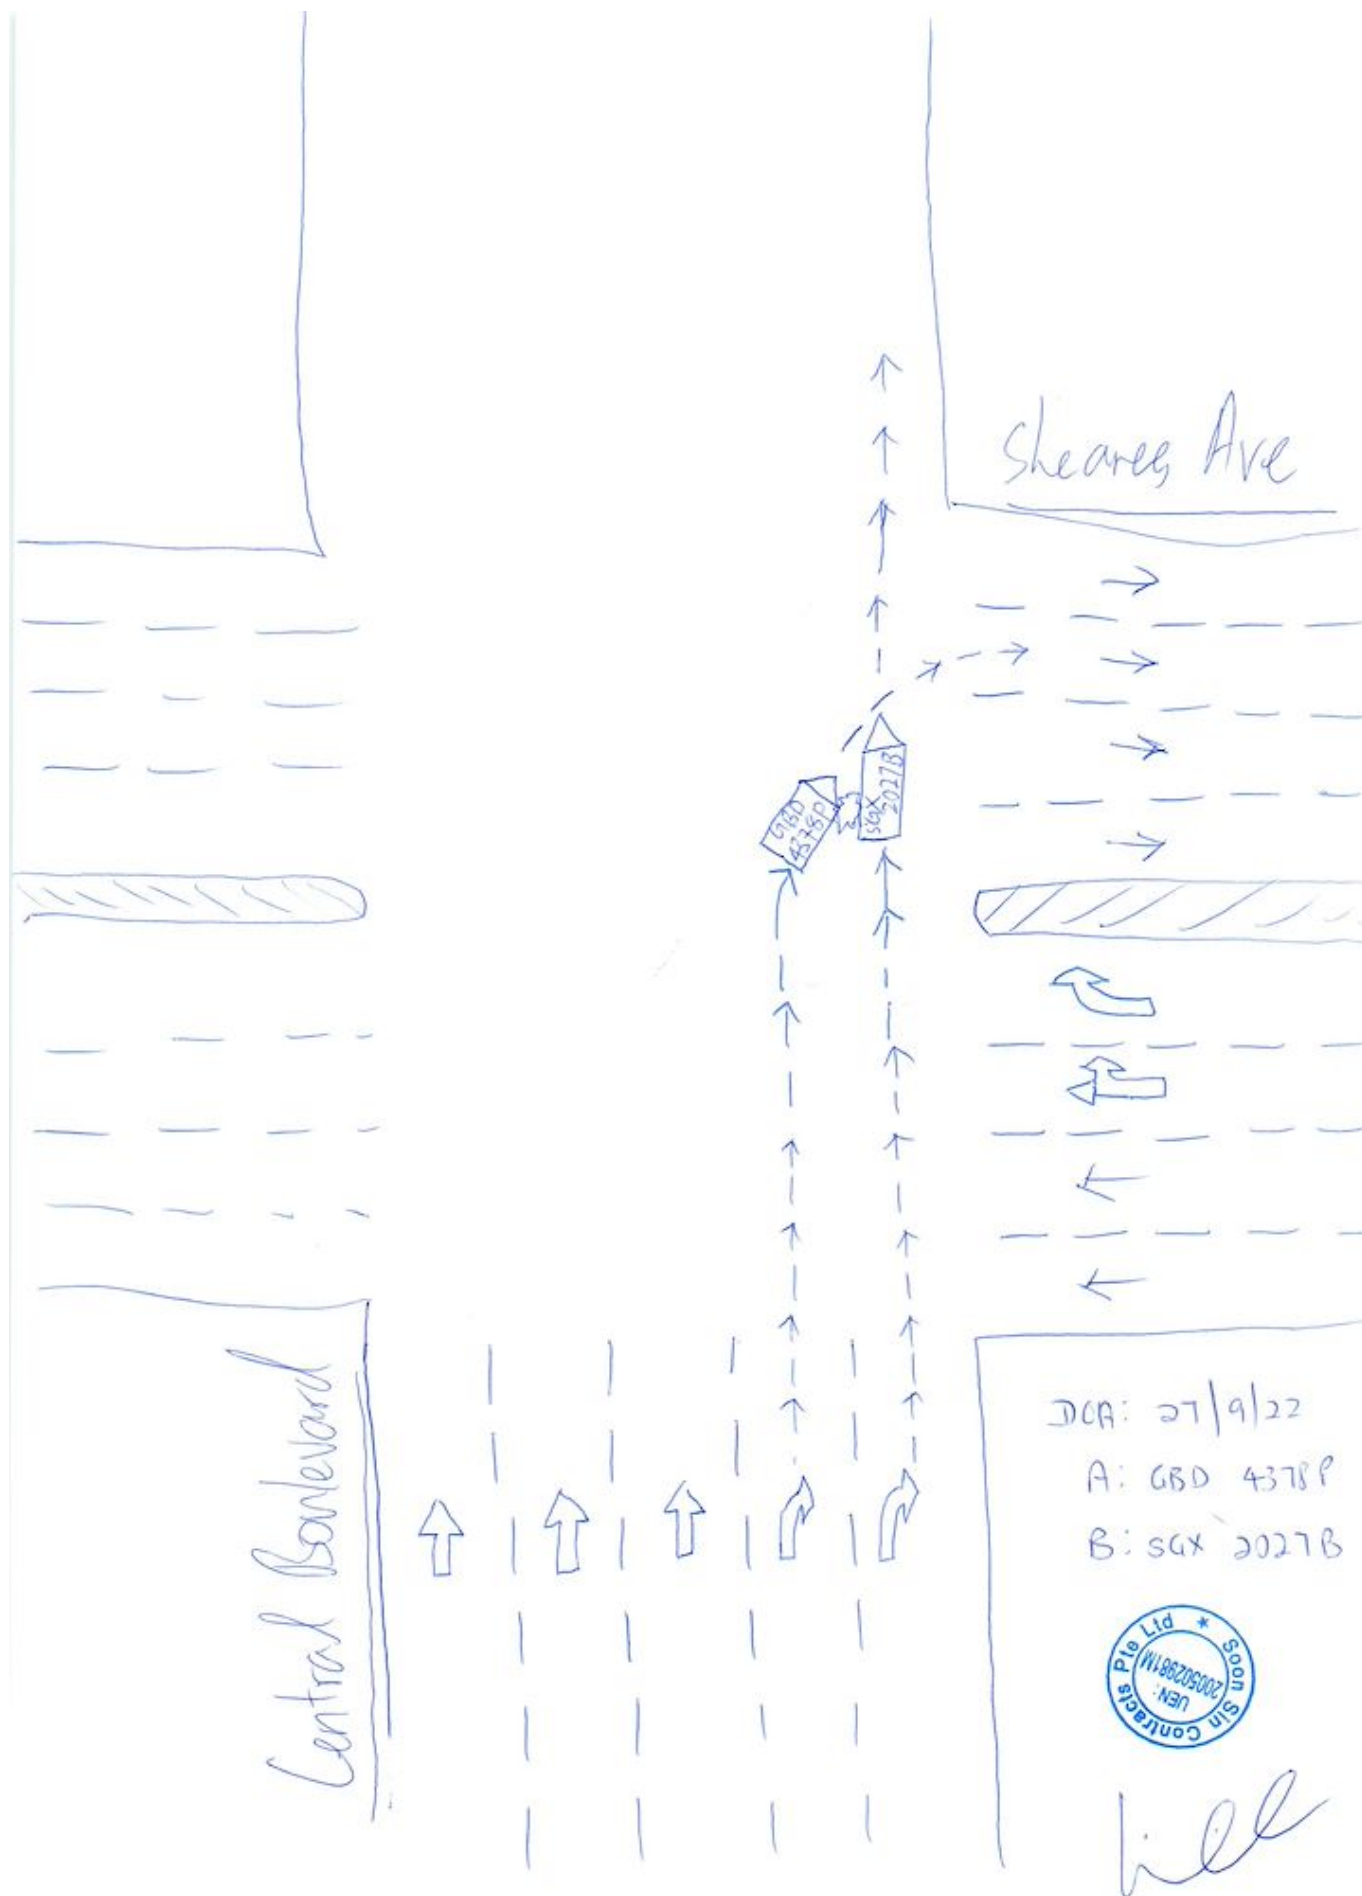 Sheares Ave
GBD
4378P
SGX
2027B
Central Boulevard
DOA: 27/9/22
A: GBD 4378P
B: SGX 2027B
Soon Sin Contracts Pte Ltd *
UEN:
200502981M